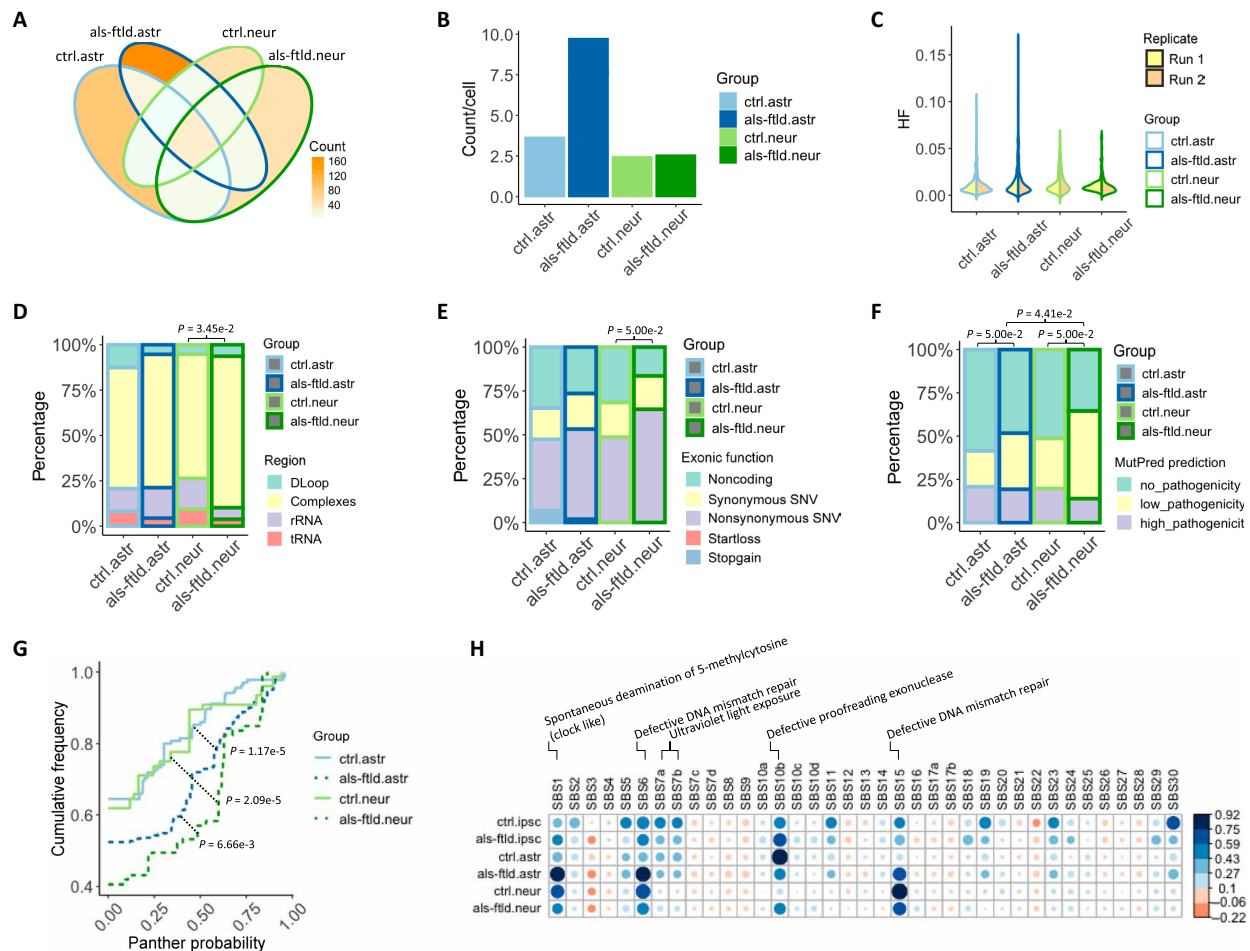 A
ctrl.astr
als-ftld.astr
ctrl.neur
als-ftld.neur
Count
160
120
80
40
B
Count/cell
10.0
7.5
5.0
2.5
0.0
ctrl.astr
als-ftld.astr
ctrl.neur
als-ftld.neur
Group
ctrl.astr
als-ftld.astr
ctrl.neur
als-ftld.neur
C
HF
0.15
0.10
0.05
0.00
ctrl.astr
als-ftld.astr
ctrl.neur
als-ftld.neur
Replicate
Run 1
Run 2
Group
ctrl.astr
als-ftld.astr
ctrl.neur
als-ftld.neur
D
P = 3.45e-2
Percentage
100%
75%
50%
25%
0%
ctrl.astr
als-ftld.astr
ctrl.neur
als-ftld.neur
Group
ctrl.astr
als-ftld.astr
ctrl.neur
als-ftld.neur
Region
DLoop
Complexes
rRNA
tRNA
E
P = 5.00e-2
Percentage
100%
75%
50%
25%
0%
ctrl.astr
als-ftld.astr
ctrl.neur
als-ftld.neur
Group
ctrl.astr
als-ftld.astr
ctrl.neur
als-ftld.neur
Exonic function
Noncoding
Synonymous SNV
Nonsynonymous SNV
Startloss
Stopgain
F
P = 4.41e-2
P = 5.00e-2
P = 5.00e-2
Percentage
100%
75%
50%
25%
0%
ctrl.astr
als-ftld.astr
ctrl.neur
als-ftld.neur
Group
ctrl.astr
als-ftld.astr
ctrl.neur
als-ftld.neur
MutPred prediction
no_pathogenicity
low_pathogenicity
high_pathogenicity
G
Cumulative frequency
1.0
0.8
0.6
0.4
0.00
0.25
0.50
0.75
1.00
Panther probability
P = 1.17e-5
P = 2.09e-5
P = 6.66e-3
Group
ctrl.astr
als-ftld.astr
ctrl.neur
als-ftld.neur
H
Spontaneous deamination of 5-methylcytosine
(clock like)
Defective DNA mismatch repair
Ultraviolet light exposure
Defective proofreading exonuclease
Defective DNA mismatch repair
SBS1
SBS2
SBS3
SBS4
SBS5
SBS6
SBS7a
SBS7b
SBS7c
SBS7d
SBS8
SBS9
SBS10a
SBS10b
SBS10c
SBS10d
SBS11
SBS12
SBS13
SBS14
SBS15
SBS16
SBS17a
SBS17b
SBS18
SBS19
SBS20
SBS21
SBS22
SBS23
SBS24
SBS25
SBS26
SBS27
SBS28
SBS29
SBS30
ctrl.ipsc
als-ftld.ipsc
ctrl.astr
als-ftld.astr
ctrl.neur
als-ftld.neur
0.92
0.75
0.59
0.43
0.27
0.1
-0.06
-0.22